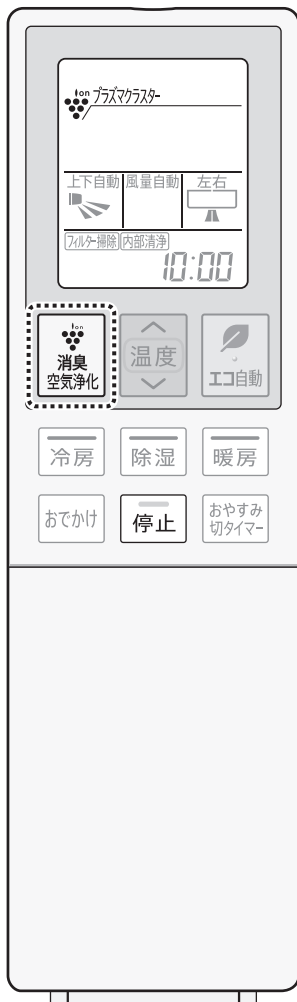 ion プラズマクラスター
上下自動 風量自動 左右
フィルター掃除 内部清浄
10:00
ion
消臭
空気浄化
温度
エコ自動
冷房 除湿 暖房
おでかけ 停止 おやすみ
切タイマー